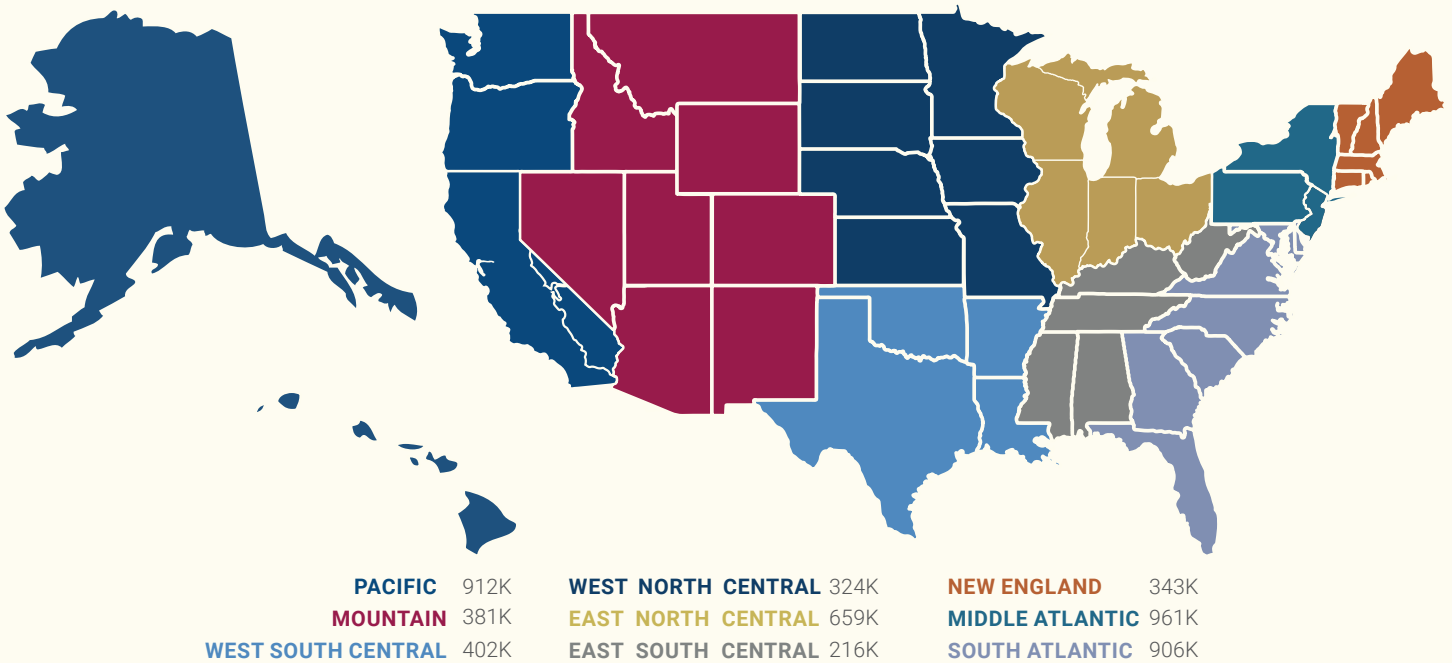 PACIFIC 912K
MOUNTAIN 381K
WEST SOUTH CENTRAL 402K
WEST NORTH CENTRAL 324K
EAST NORTH CENTRAL 659K
EAST SOUTH CENTRAL 216K
NEW ENGLAND 343K
MIDDLE ATLANTIC 961K
SOUTH ATLANTIC 906K